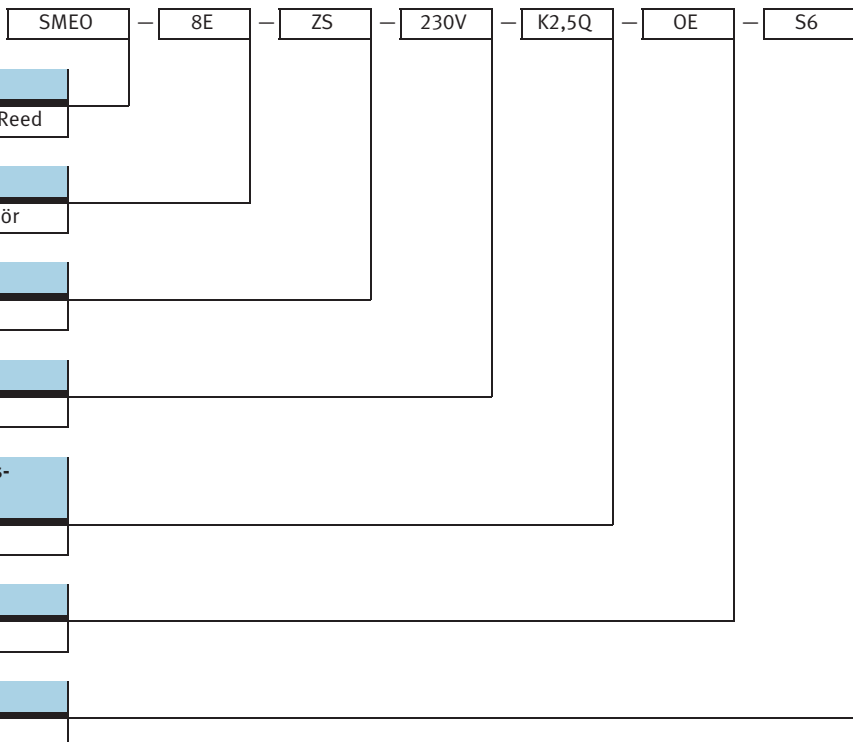 SMEO — 8E — ZS — 230V — K2,5Q — OE — S6
Reed
ör
s-